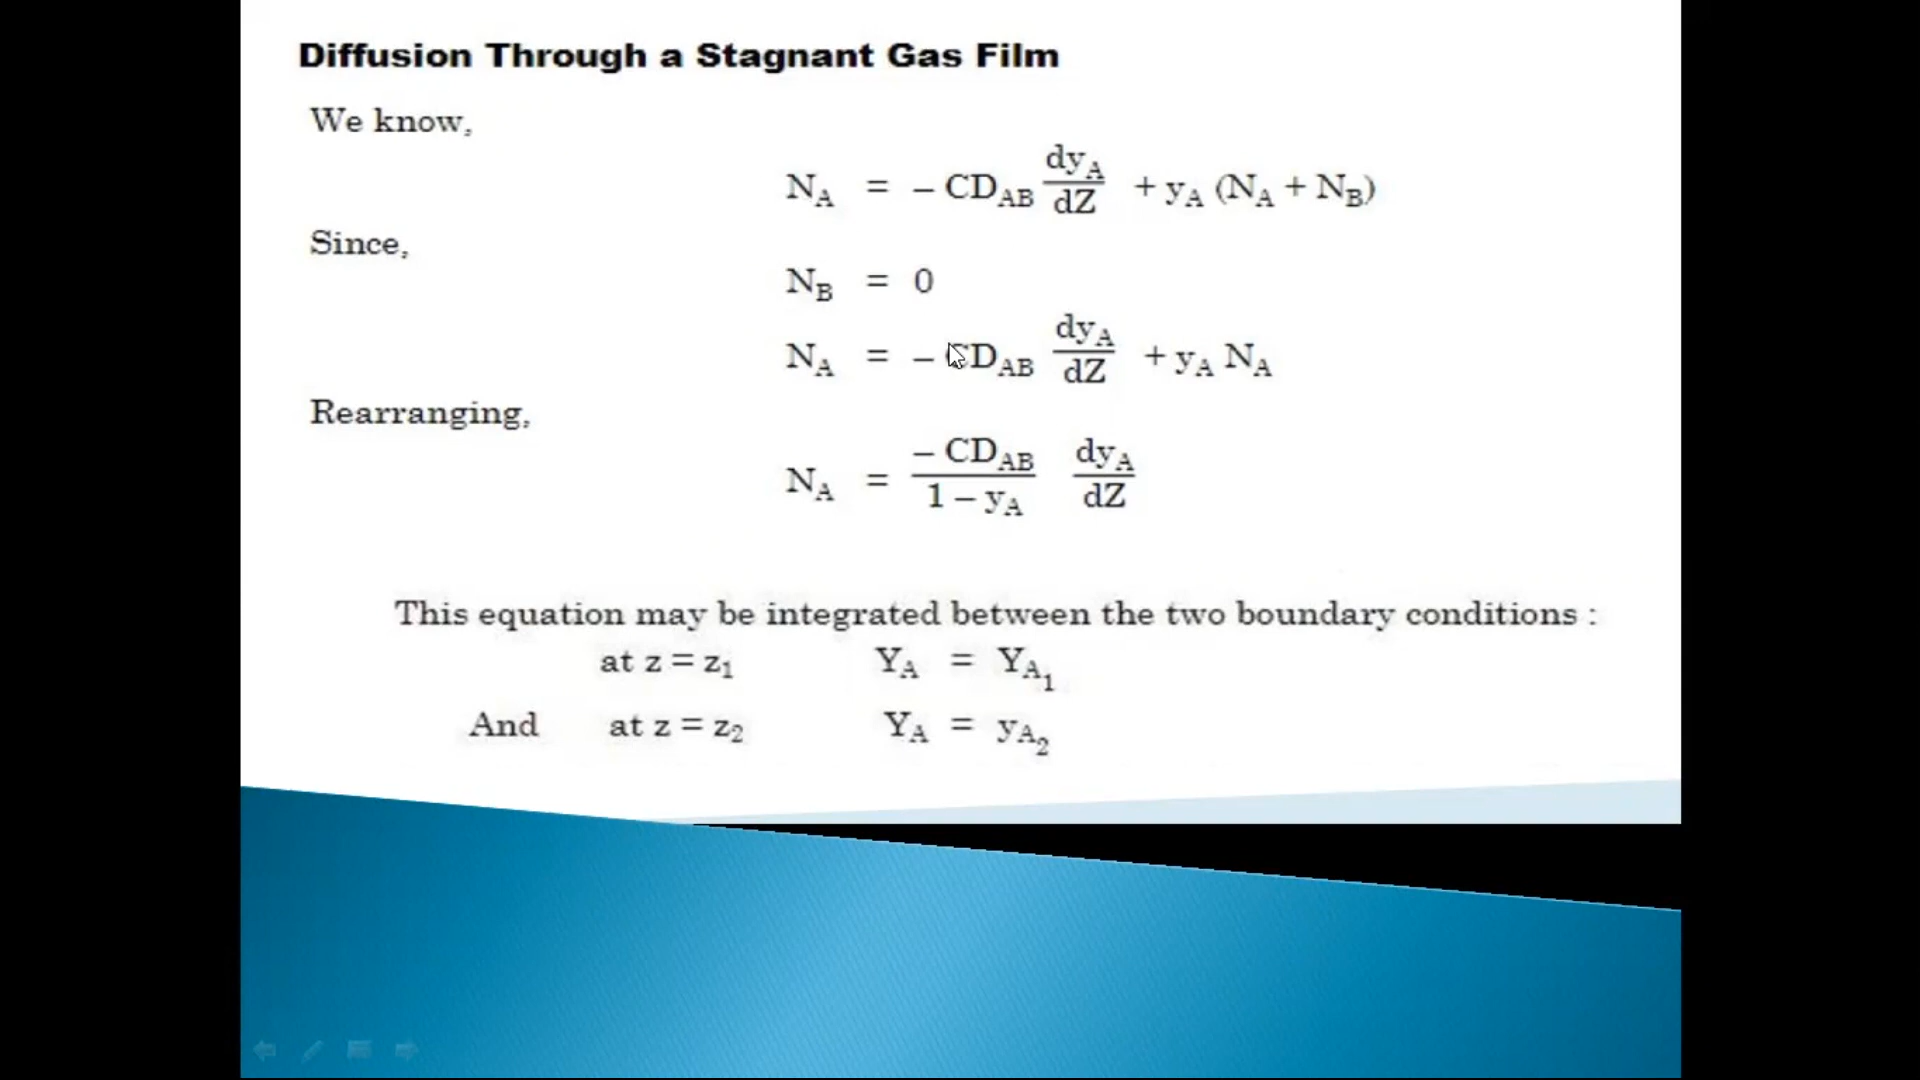 Diffusion Through a Stagnant Gas Film
We know,
N_A = – CD_AB dy_A/dZ + y_A (N_A + N_B)
Since,
N_B = 0
N_A = – CD_AB dy_A/dZ + y_A N_A
Rearranging,
N_A = – CD_AB/1 – y_A dy_A/dZ
This equation may be integrated between the two boundary conditions :
at z = z₁ Y_A = Y_A₁
And at z = z₂ Y_A = y_A₂